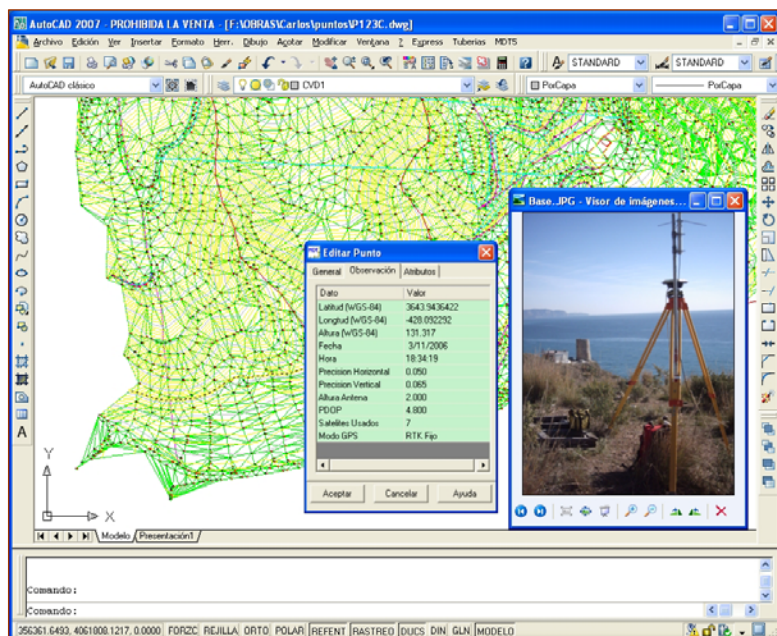 AutoCAD 2007 - PROHIBIDA LA VENTA - [F:\OBRAS\Carlos\puntos\P123C.dwg]
Archivo Edición Ver Insertar Formato Herr. Dibujo Acotar Modificar Ventana ? Express Tuberias MDT5
STANDARD STANDARD
AutoCAD clásico CVD1 PorCapa PorCapa
Base.JPG - Visor de imágenes...
Editar Punto
General Observación Atributos
Dato Valor
Latitud (WGS-84) 3643.9436422
Longtud (WGS-84) -428.092292
Altura (WGS-84) 131.317
Fecha 3/11/2006
Hora 18:34:19
Precision Horizontal 0.050
Precision Vertical 0.065
Altura Antena 2.000
PDOP 4.800
Satelites Usados 7
Modo GPS RTK Fijo
Aceptar Cancelar Ayuda
A
Y
X
Modelo Presentación1
Comando:
Comando:
356361.6493, 4061808.1217, 0.0000 FORZC REJILLA ORTO POLAR REFENT RASTREO DUCS DIN GLN MODELO